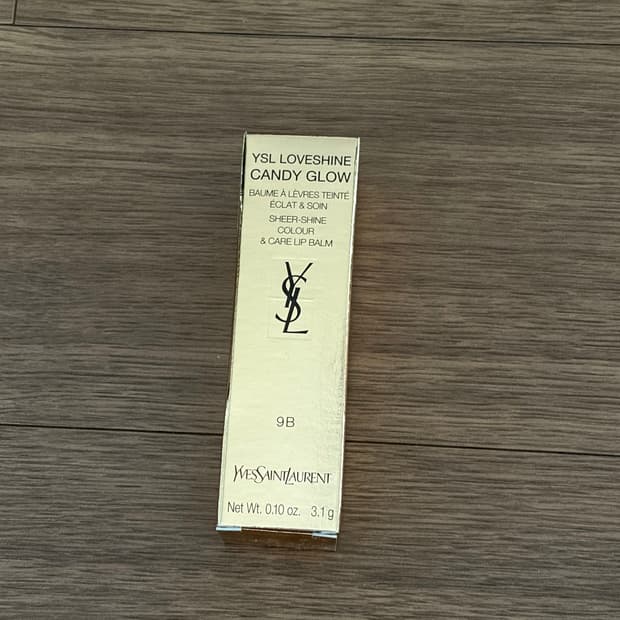 YSL LOVESHINE
CANDY GLOW
BAUME À LÈVRES TEINTÉ
ÉCLAT & SOIN
SHEER-SHINE
COLOUR
& CARE LIP BALM
YSL
9B
YVESSAINTLAURENT
Net Wt. 0.10 oz. 3.1 g